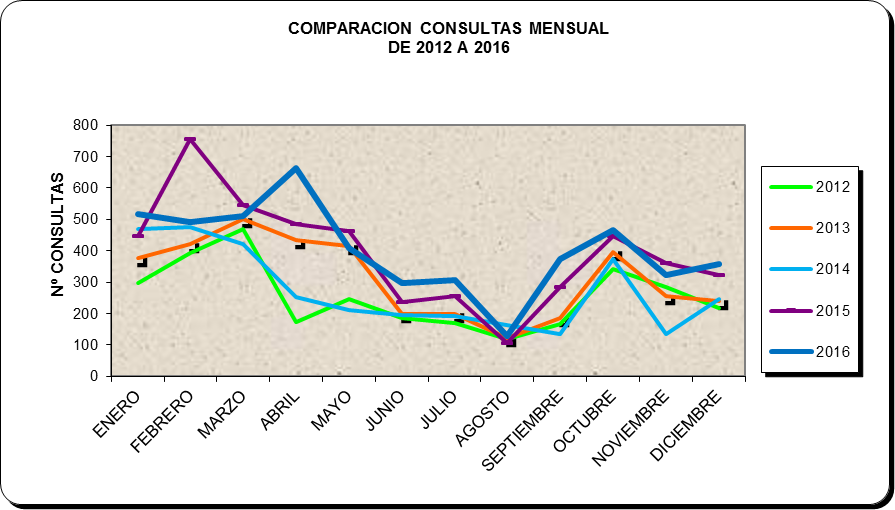 COMPARACION CONSULTAS MENSUAL
DE 2012 A 2016
Nº CONSULTAS
800
700
600
500
400
300
200
100
0
ENERO
FEBRERO
MARZO
ABRIL
MAYO
JUNIO
JULIO
AGOSTO
SEPTIEMBRE
OCTUBRE
NOVIEMBRE
DICIEMBRE
2012
2013
2014
2015
2016